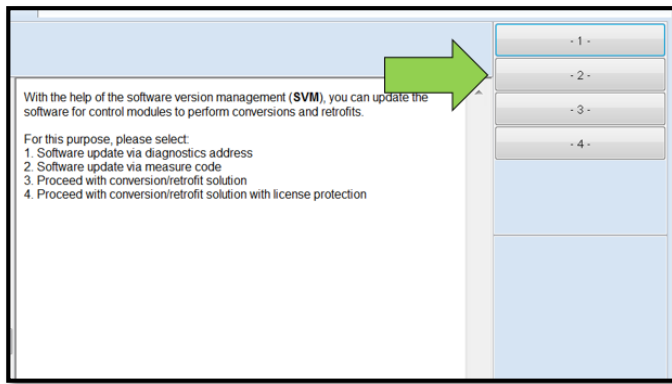 With the help of the software version management (SVM), you can update the
software for control modules to perform conversions and retrofits.
For this purpose, please select:
1. Software update via diagnostics address
2. Software update via measure code
3. Proceed with conversion/retrofit solution
4. Proceed with conversion/retrofit solution with license protection
- 1 -
- 2 -
- 3 -
- 4 -